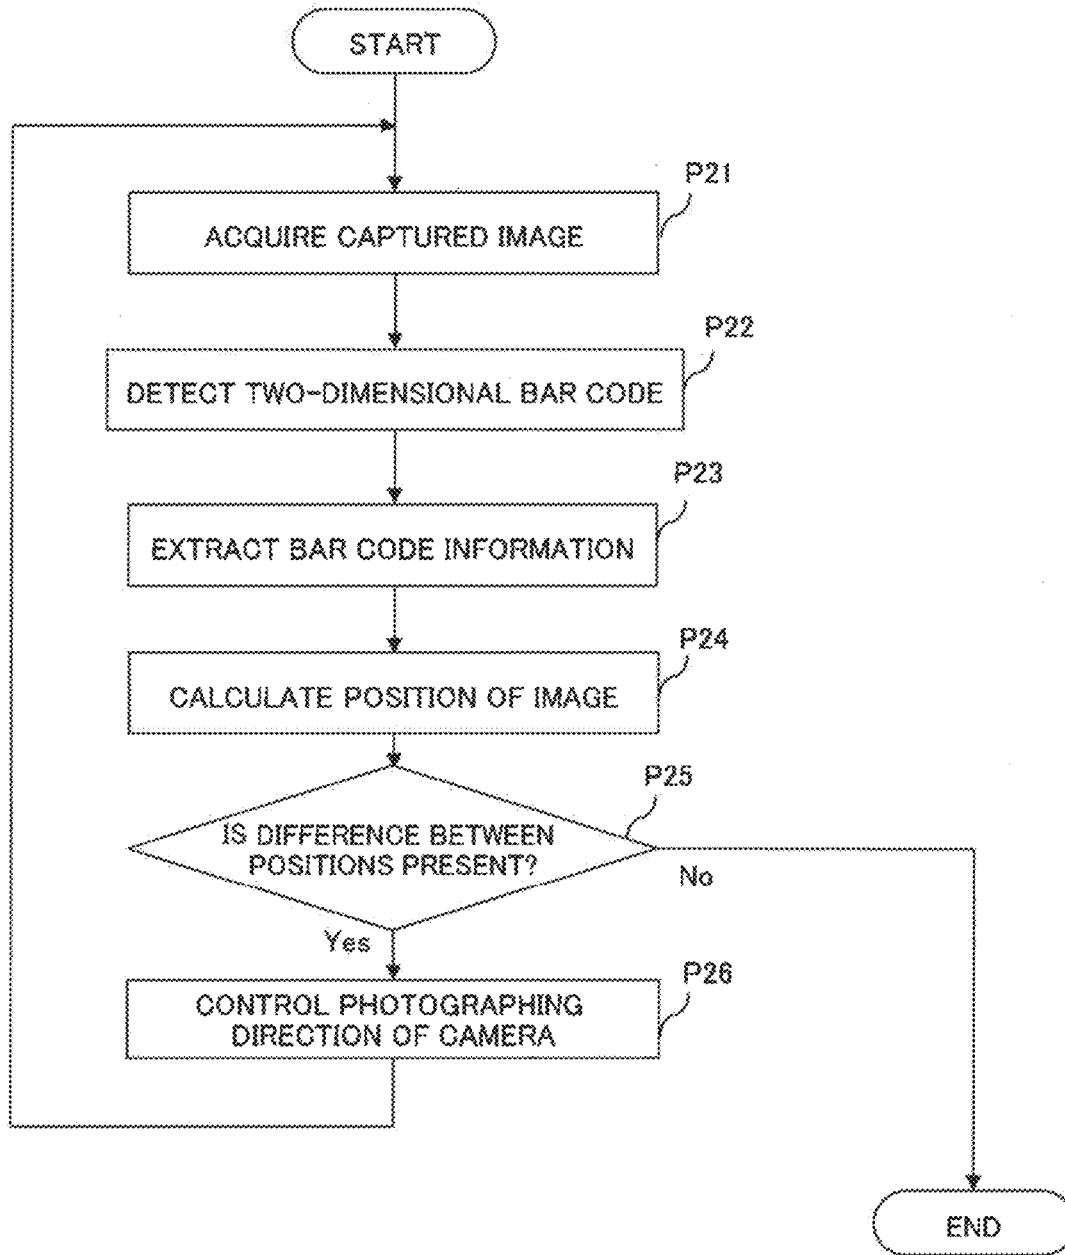 START
P21
ACQUIRE CAPTURED IMAGE
P22
DETECT TWO-DIMENSIONAL BAR CODE
P23
EXTRACT BAR CODE INFORMATION
P24
CALCULATE POSITION OF IMAGE
P25
IS DIFFERENCE BETWEEN
POSITIONS PRESENT?
No
Yes
P26
CONTROL PHOTOGRAPHING
DIRECTION OF CAMERA
END